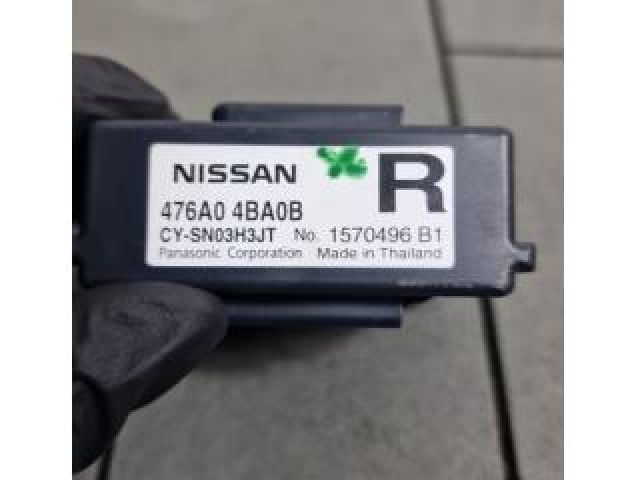 NISSAN R
476A0 4BA0B
CY-SN03H3JT No. 1570496 B1
Panasonic Corporation Made in Thailand